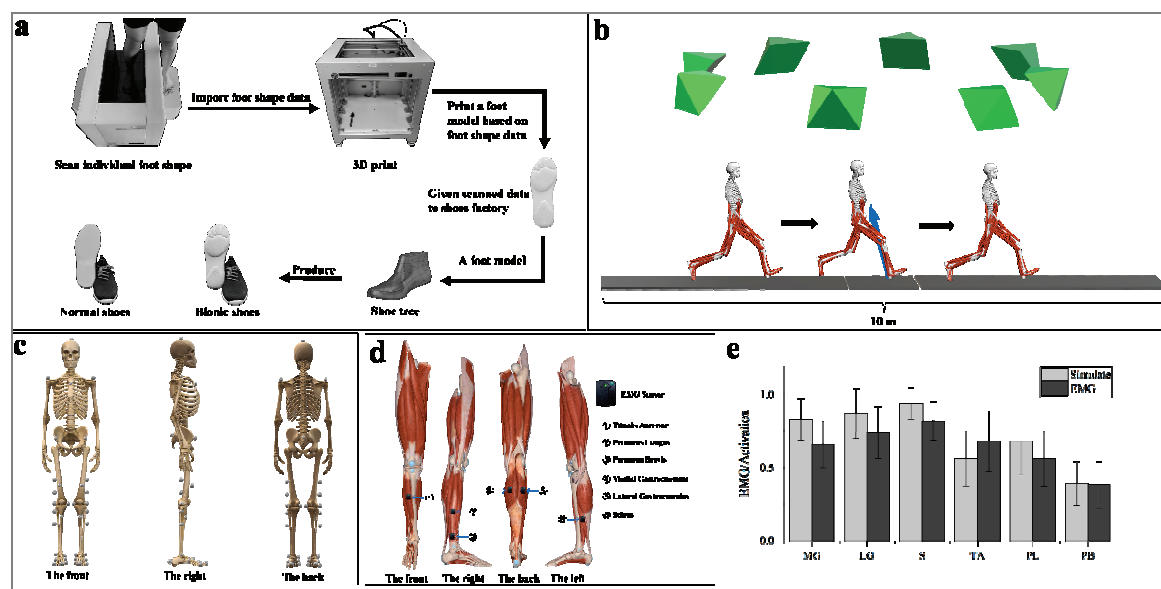 a
Import foot shape data
Scan individual foot shape
3D print
Print a foot
model based on
foot shape data
Given scanned data
to shoes factory
A foot model
Produce
Normal shoes
Bionic shoes
Shoe tree
b
10 m
c
The front
The right
The back
d
EMG Sensor
Tibialis Anterior
Peroneus Longus
Peroneus Brevis
Medial Gastrocnemius
Lateral Gastrocnemius
Soleus
The front
The right
The back
The left
e
Simulate
EMG
EMG/Activation
1.0
0.5
0.0
MG
LG
S
TA
PL
PB